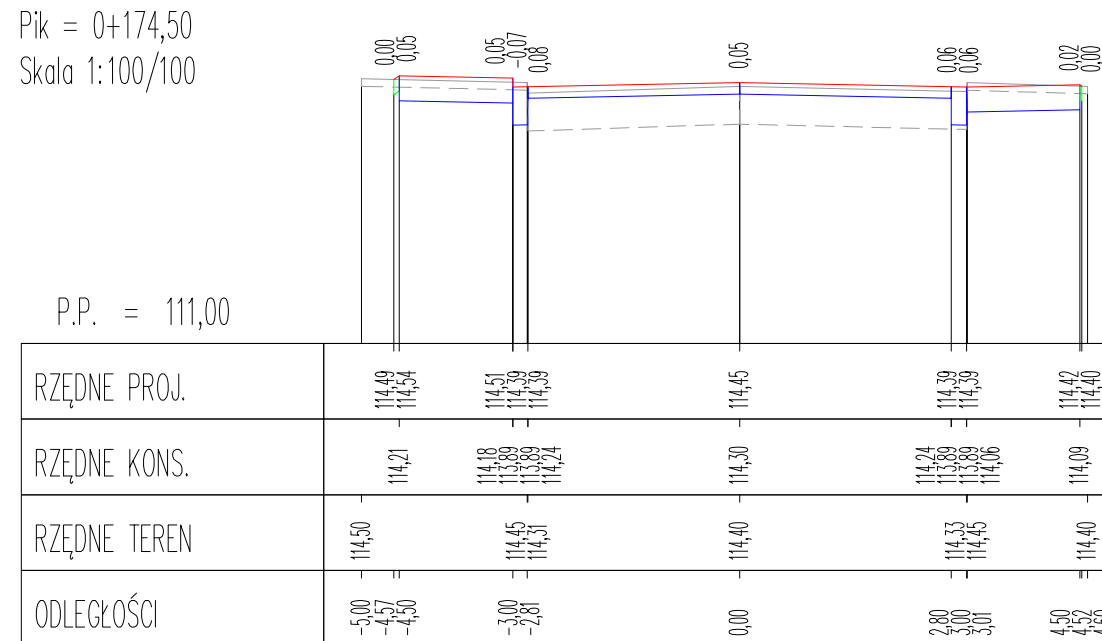 Pik = 0+174,50
Skala 1:100/100
0.00 0,05 0,05 -0,07 0,08 0,05 0,06 0,06 0,02 0,00
P.P. = 111,00
RZĘDNE PROJ. 114,49 114,54 114,51 114,39 114,39 114,45 114,39 114,39 114,42 114,40
RZĘDNE KONS. 114,21 114,18 113,89 113,89 114,24 114,30 114,24 113,89 113,89 114,06 114,09
RZĘDNE TEREN 114,50 114,45 114,31 114,40 114,33 114,45 114,40
ODLEGŁOŚCI -5,00 -4,57 -4,50 -3,00 -2,81 0,00 2,80 3,00 3,01 4,50 4,52